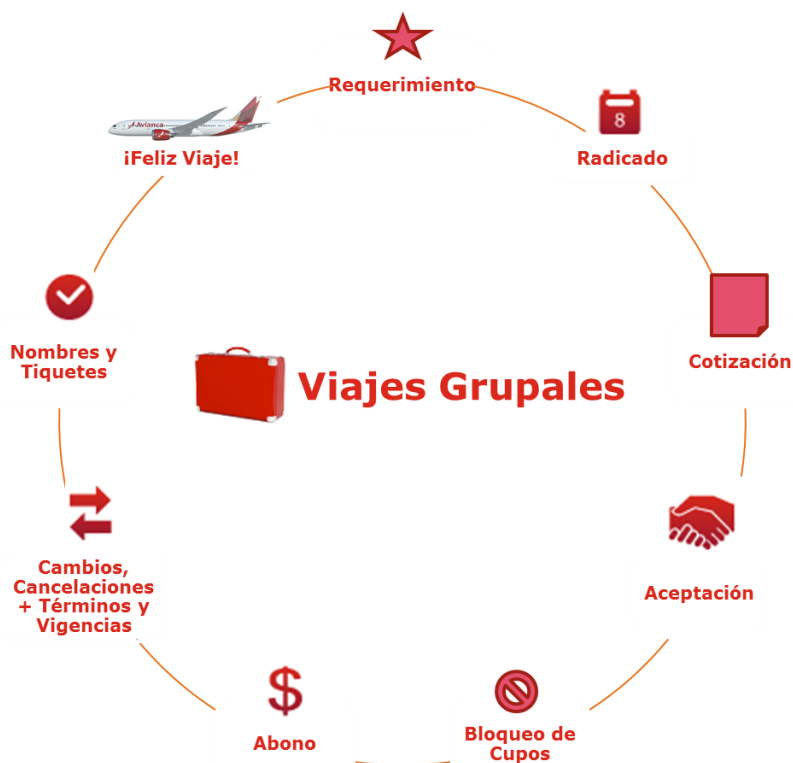 Requerimiento
8
Radicado
Cotización
Aceptación
Bloqueo de
Cupos
$
Abono
Cambios,
Cancelaciones
+ Términos y
Vigencias
Nombres y
Tiquetes
Avianca
¡Feliz Viaje!
Viajes Grupales